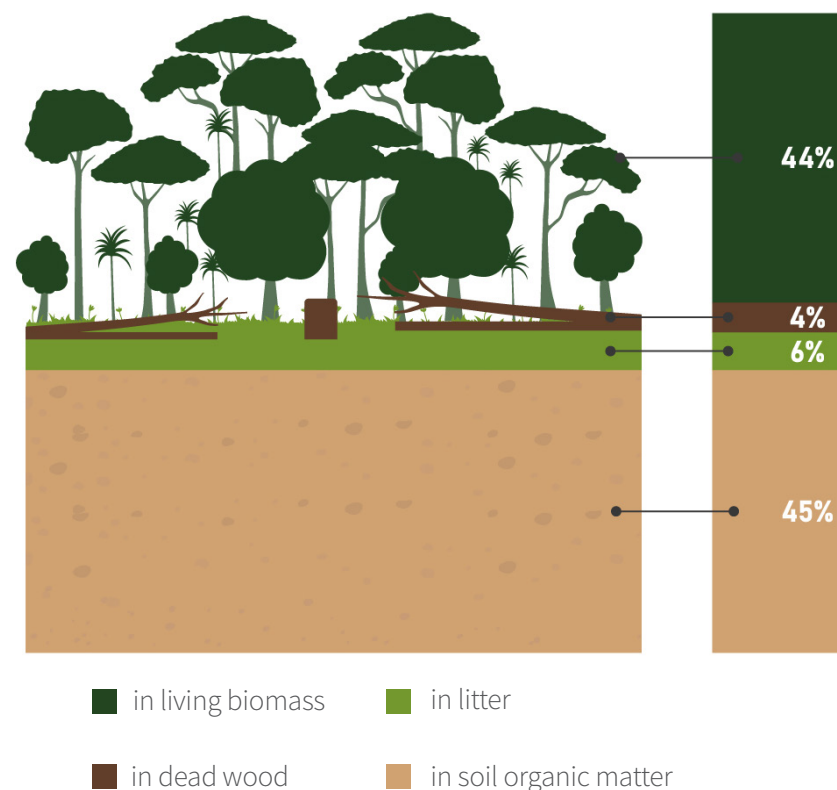 44%
4%
6%
45%
in living biomass
in litter
in dead wood
in soil organic matter